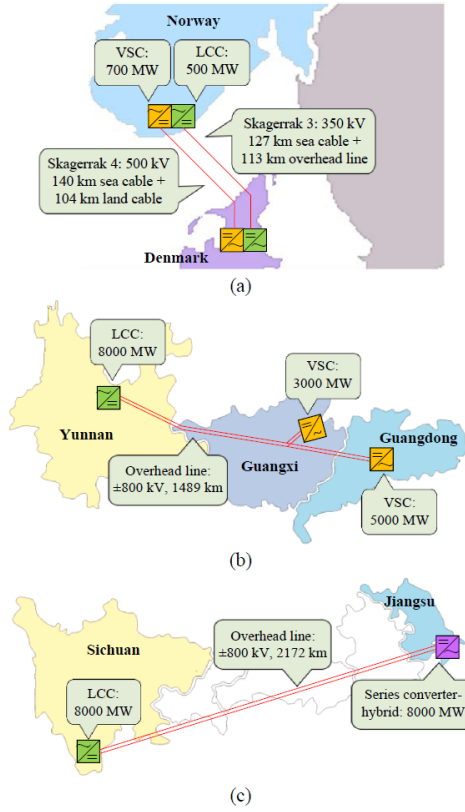 Norway
VSC:
700 MW
LCC:
500 MW
Skagerrak 3: 350 kV
127 km sea cable +
113 km overhead line
Skagerrak 4: 500 kV
140 km sea cable +
104 km land cable
Denmark
(a)
LCC:
8000 MW
VSC:
3000 MW
Yunnan
Guangdong
Overhead line:
±800 kV, 1489 km
Guangxi
VSC:
5000 MW
(b)
Jiangsu
Sichuan
Overhead line:
±800 kV, 2172 km
LCC:
8000 MW
Series converter-
hybrid: 8000 MW
(c)